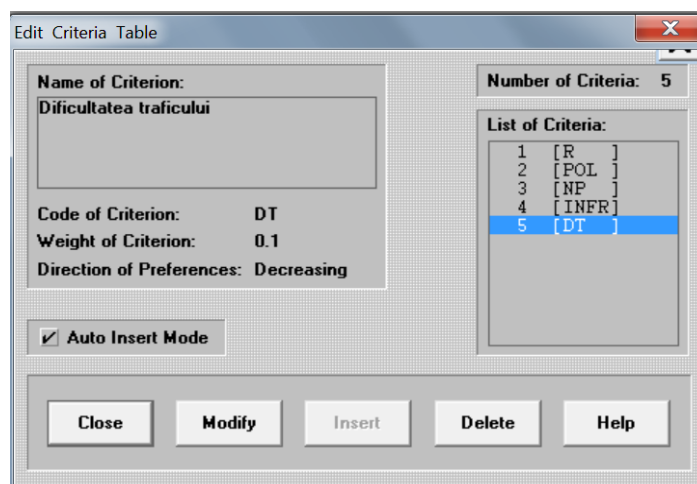 Edit Criteria Table
Name of Criterion:
Dificultatea traficului
Code of Criterion: DT
Weight of Criterion: 0.1
Direction of Preferences: Decreasing
Auto Insert Mode
Number of Criteria: 5
List of Criteria:
1 [R ]
2 [POL ]
3 [NP ]
4 [INFR]
5 [DT ]
Close Modify Insert Delete Help